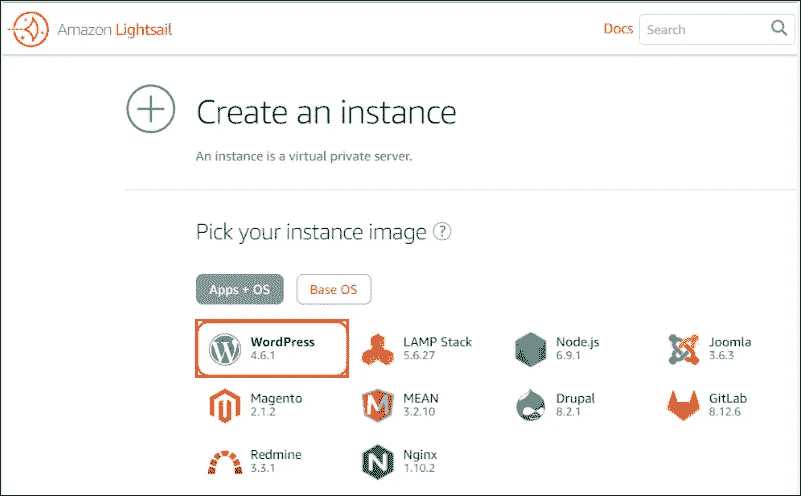 Amazon Lightsail
Docs
Search
Create an instance
An instance is a virtual private server.
Pick your instance image ?
Apps + OS
Base OS
WordPress
4.6.1
LAMP Stack
5.6.27
Node.js
6.9.1
Joomla
3.6.3
Magento
2.1.2
MEAN
3.2.10
Drupal
8.2.1
GitLab
8.12.6
Redmine
3.3.1
Nginx
1.10.2